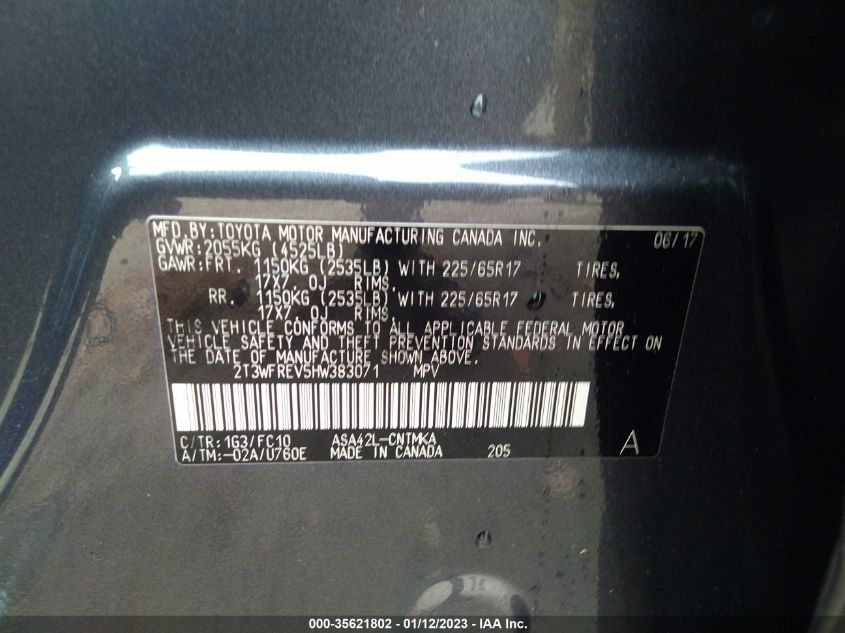 MFD.BY:TOYOTA MOTOR MANUFACTURING CANADA INC. 06/17
GVWR:2055KG (4525LB)
GAWR:FRT. 1150KG (2535LB) WITH 225/65R17 TIRES,
17X7.0J RIMS,
RR. 1150KG (2535LB) WITH 225/65R17 TIRES,
17X7.0J RIMS.
THIS VEHICLE CONFORMS TO ALL APPLICABLE FEDERAL MOTOR
VEHICLE SAFETY AND THEFT PREVENTION STANDARDS IN EFFECT ON
THE DATE OF MANUFACTURE SHOWN ABOVE.
2T3WFREV5HW383071 MPV
C/TR:1G3/FC10 ASA42L-CNTMKA
A/TM:-02A/U760E MADE IN CANADA 205 A
000-35621802 - 01/12/2023 - IAA Inc.